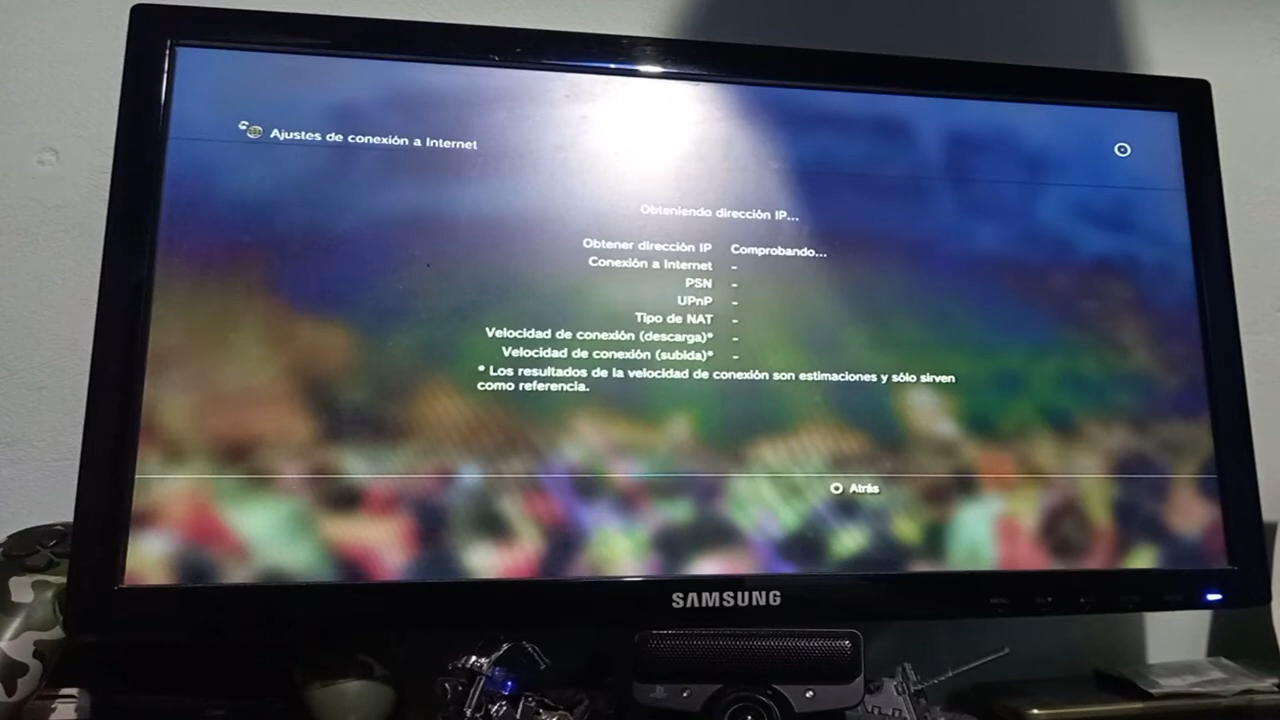 Ajustes de conexión a Internet
Obteniendo dirección IP...
Obtener dirección IP Comprobando...
Conexión a Internet -
PSN -
UPnP -
Tipo de NAT -
Velocidad de conexión (descarga)* -
Velocidad de conexión (subida)* -
* Los resultados de la velocidad de conexión son estimaciones y sólo sirven
como referencia.
Atrás
SAMSUNG